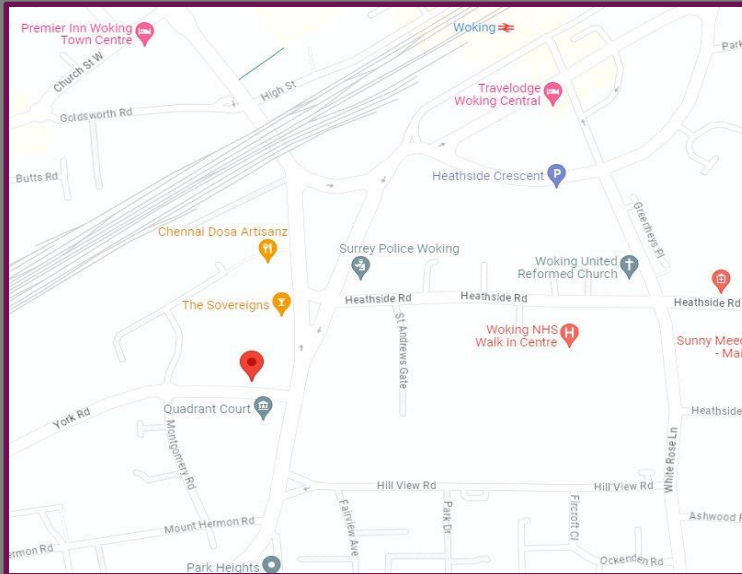 Premier Inn Woking
Town Centre
Woking
Park
Church St W
High St
Travelodge
Woking Central
Goldsworth Rd
Butts Rd
Heathside Crescent
Greenheys Pl
Chennai Dosa Artisanz
Surrey Police Woking
Woking United
Reformed Church
The Sovereigns
Heathside Rd
Heathside Rd
Heathside Rd
St Andrews Gate
Woking NHS
Walk in Centre
H
Sunny Meed
- Mai
P
Quadrant Court
York Rd
Montgomery Rd
Heathside
White Rose Ln
Hill View Rd
Hill View Rd
Fairview Ave
Park Dr
Fircroft Cl
Ashwood R
Mount Hermon Rd
ermon Rd
Park Heights
Ockenden Rd